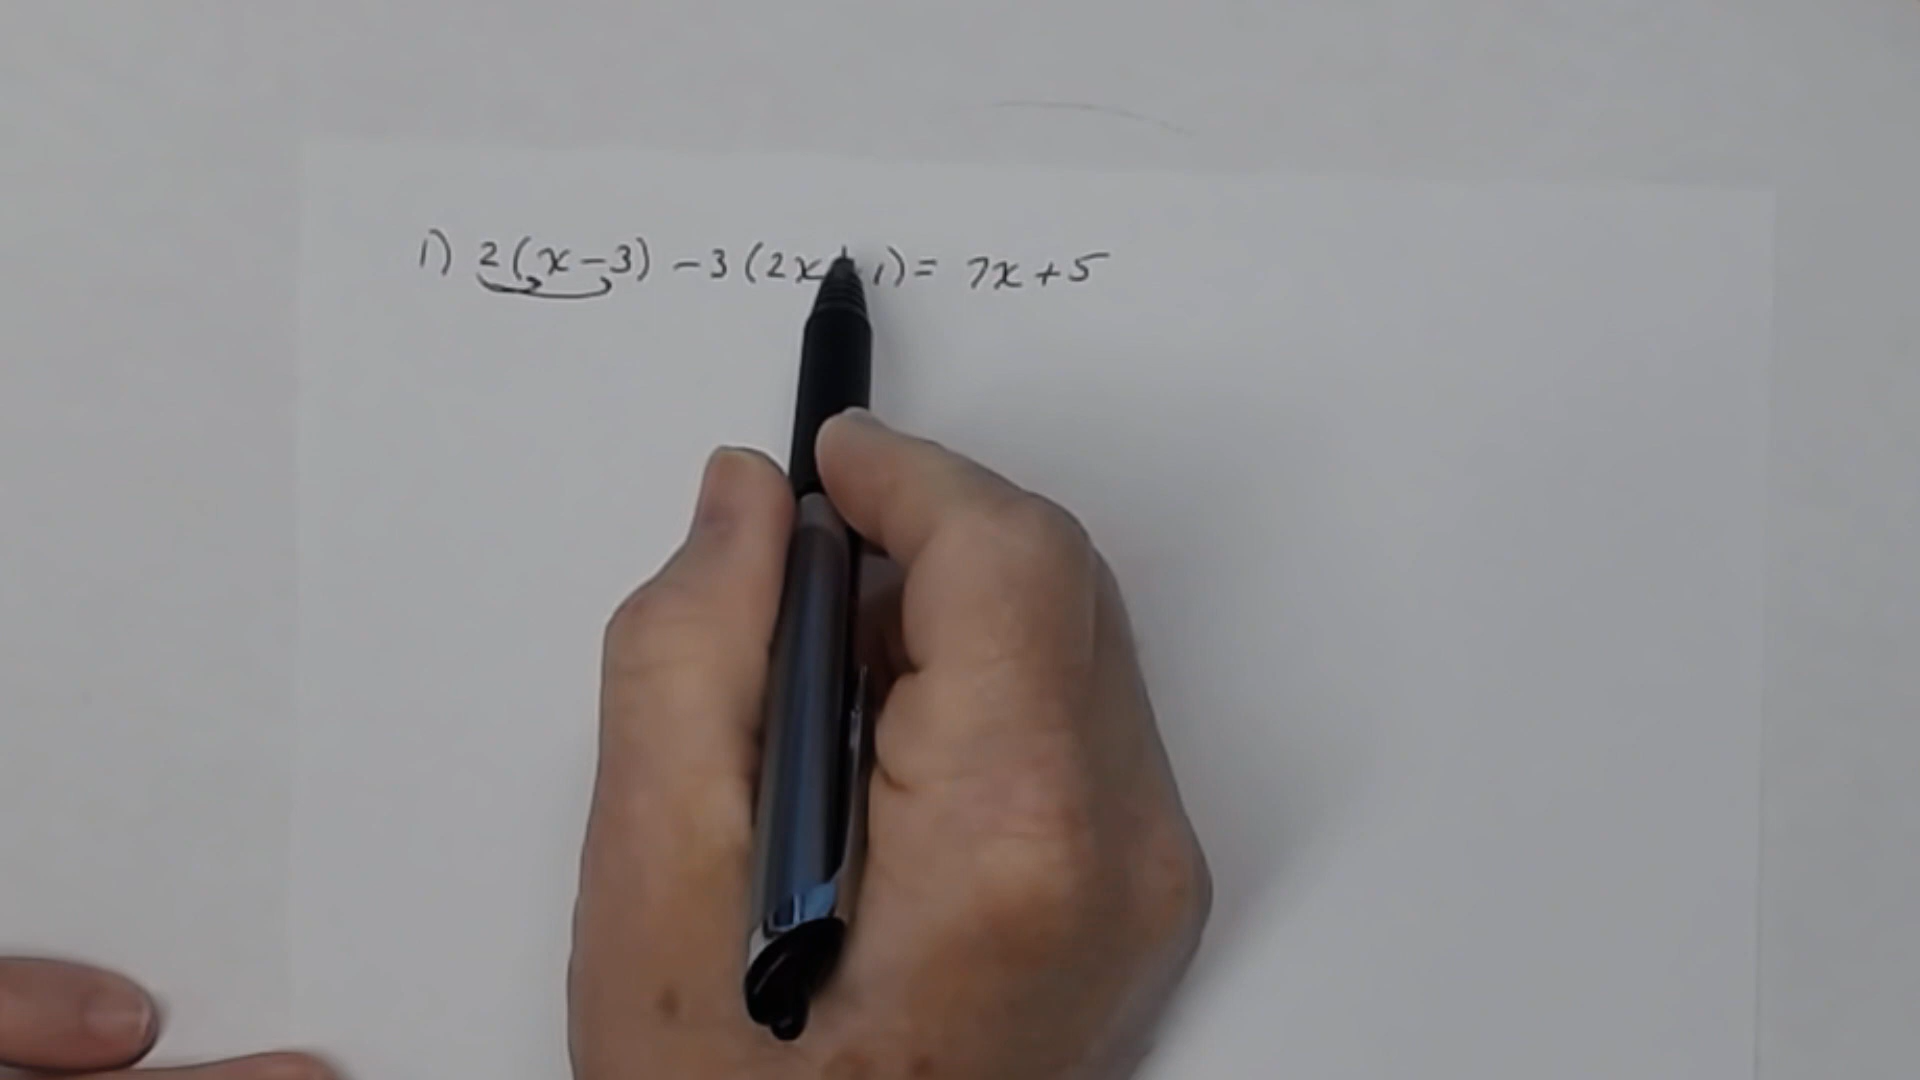 1) 2(x-3) -3(2x+1)= 7x+5